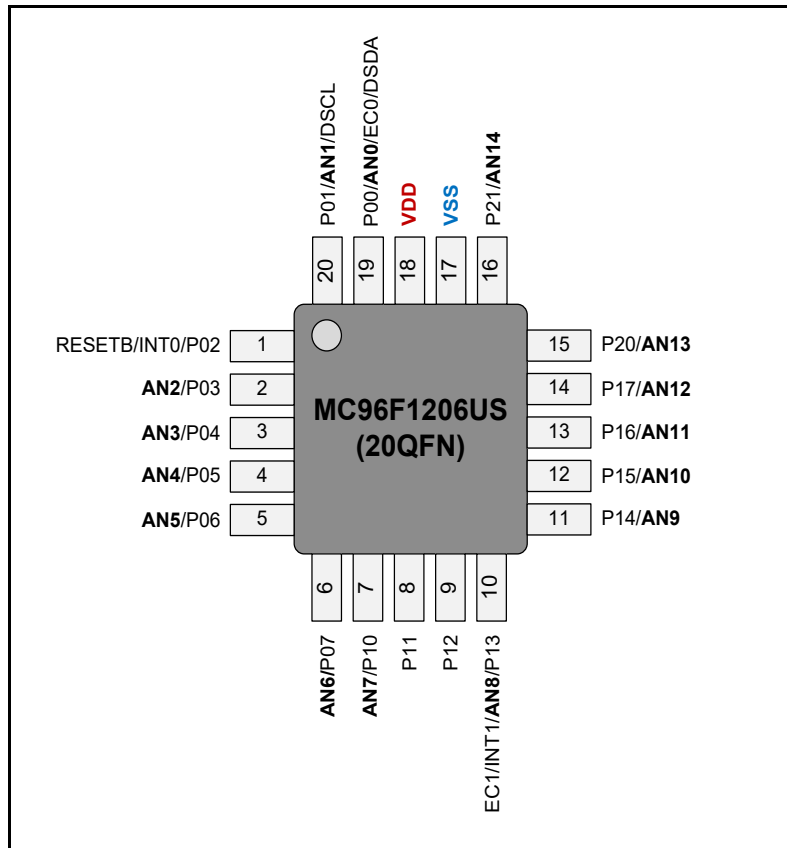 P01/AN1/DSCL
P00/AN0/EC0/DSDA
VDD
VSS
P21/AN14
20
19
18
17
16
RESETB/INT0/P02
1
AN2/P03
2
AN3/P04
3
AN4/P05
4
AN5/P06
5
MC96F1206US
(20QFN)
15
P20/AN13
14
P17/AN12
13
P16/AN11
12
P15/AN10
11
P14/AN9
6
7
8
9
10
AN6/P07
AN7/P10
P11
P12
EC1/INT1/AN8/P13